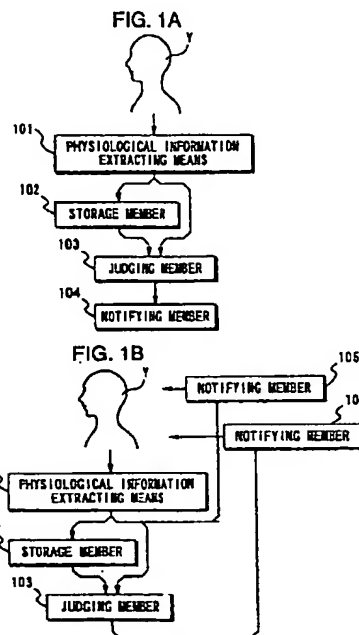 FIG. 1A
Y
101
PHYSIOLOGICAL INFORMATION
EXTRACTING MEANS
102
STORAGE MEMBER
103
JUDGING MEMBER
104
NOTIFYING MEMBER
FIG. 1B
Y
105
NOTIFYING MEMBER
10
NOTIFYING MEMBER
PHYSIOLOGICAL INFORMATION
EXTRACTING MEANS
STORAGE MEMBER
103
JUDGING MEMBER